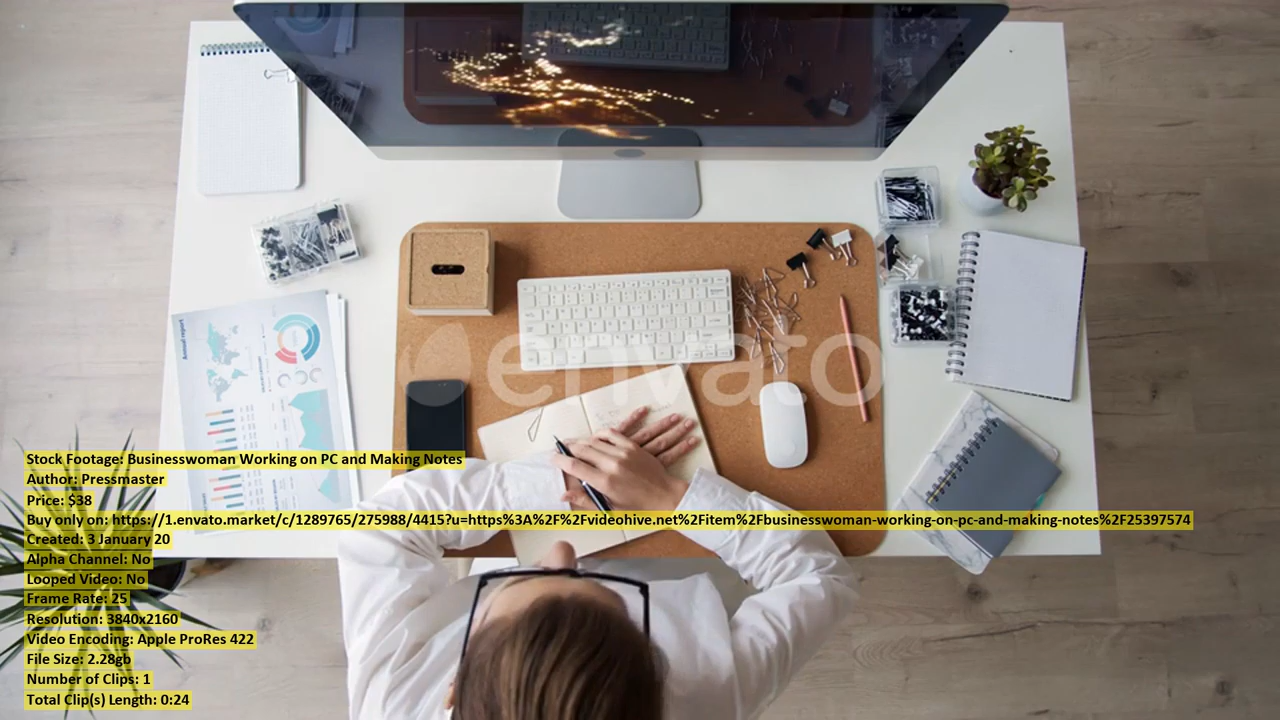 Annual report
envato
Stock Footage: Businesswoman Working on PC and Making Notes
Author: Pressmaster
Price: $38
Buy only on: https://1.envato.market/c/1289765/275988/4415?u=https%3A%2F%2Fvideohive.net%2Fitem%2Fbusinesswoman-working-on-pc-and-making-notes%2F25397574
Created: 3 January 20
Alpha Channel: No
Looped Video: No
Frame Rate: 25
Resolution: 3840x2160
Video Encoding: Apple ProRes 422
File Size: 2.28gb
Number of Clips: 1
Total Clip(s) Length: 0:24